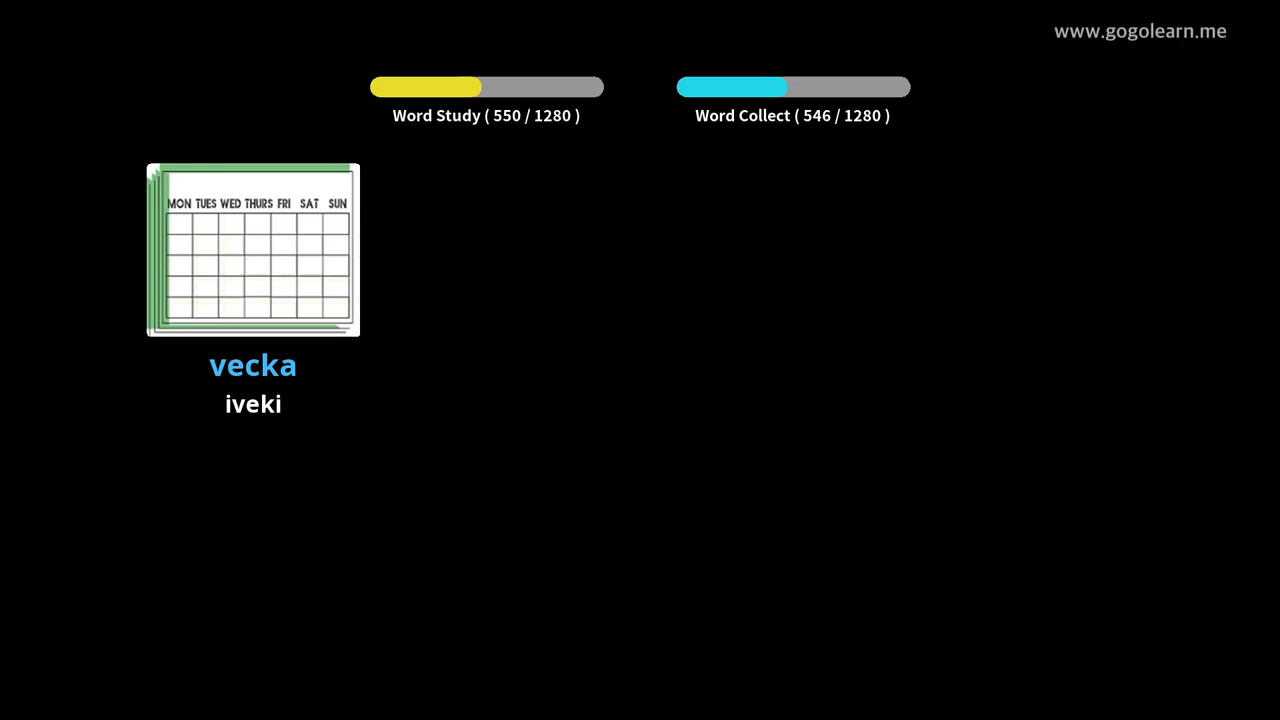 www.gogolearn.me
Word Study ( 550 / 1280 )
Word Collect ( 546 / 1280 )
MON TUES WED THURS FRI SAT SUN
vecka
iveki